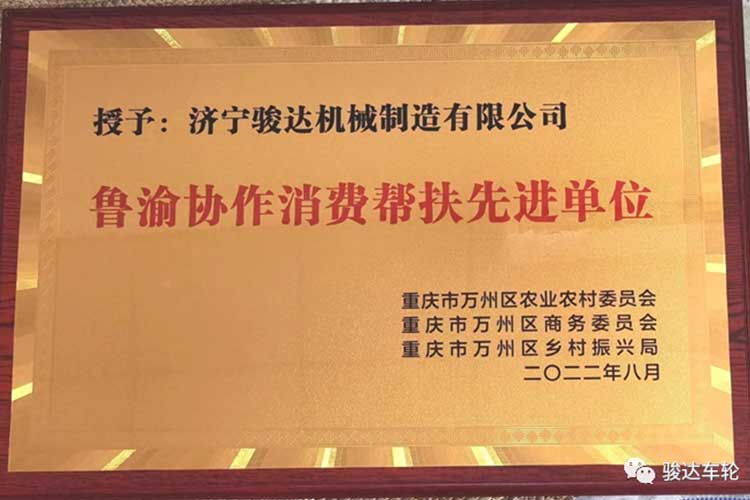 授予：济宁骏达机械制造有限公司
鲁渝协作消费帮扶先进单位
重庆市万州区农业农村委员会
重庆市万州区商务委员会
重庆市万州区乡村振兴局
二〇二二年八月
骏达车轮